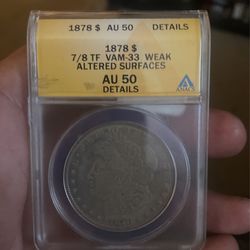 1878 $ AU 50 DETAILS
1878 $
7/8 TF VAM-33 WEAK
ALTERED SURFACES
AU 50
DETAILS
ANACS